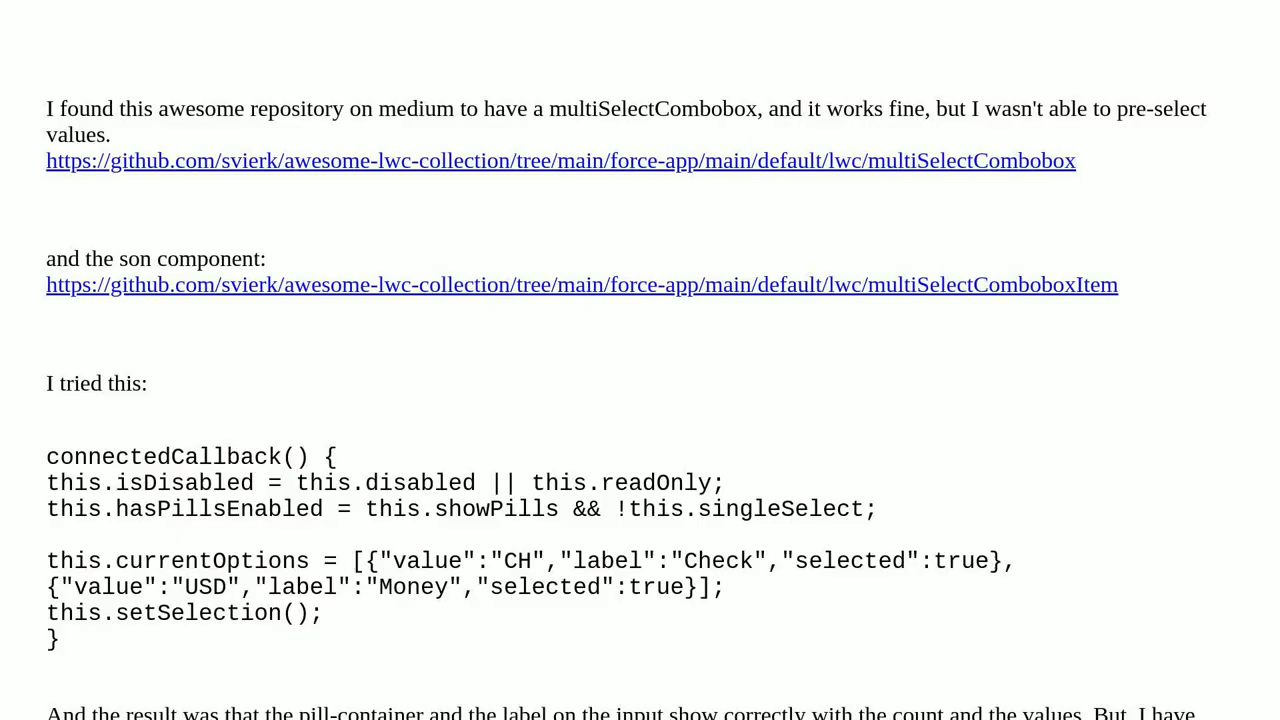 I found this awesome repository on medium to have a multiSelectCombobox, and it works fine, but I wasn't able to pre-select
values.
https://github.com/svierk/awesome-lwc-collection/tree/main/force-app/main/default/lwc/multiSelectCombobox
and the son component:
https://github.com/svierk/awesome-lwc-collection/tree/main/force-app/main/default/lwc/multiSelectComboboxItem
I tried this:
connectedCallback() {
this.isDisabled = this.disabled || this.readOnly;
this.hasPillsEnabled = this.showPills && !this.singleSelect;
this.currentOptions = [{"value":"CH","label":"Check","selected":true},
{"value":"USD","label":"Money","selected":true}];
this.setSelection();
}
And the result was that the pill-container and the label on the input show correctly with the count and the values. But, I have